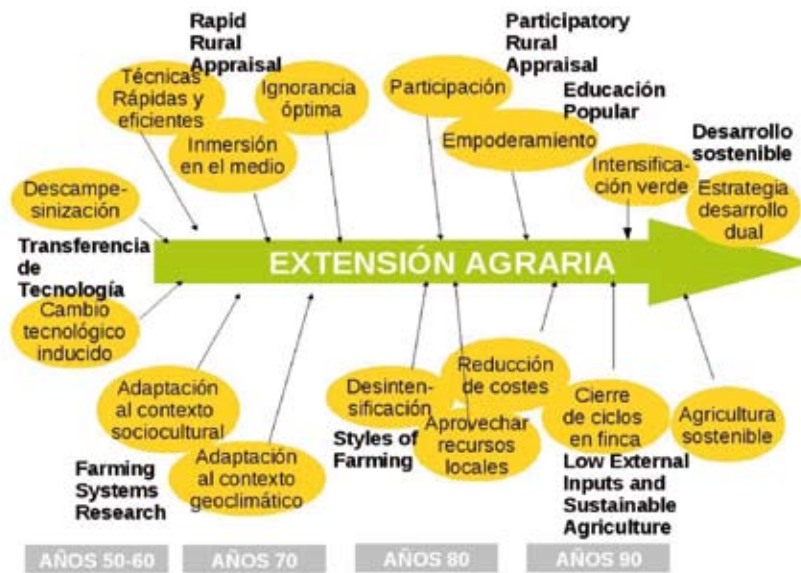 Rapid
Rural
Appraisal
Técnicas
Rápidas y
eficientes
Ignorancia
óptima
Inmersión
en el medio
Participatory
Rural
Appraisal
Participación
Educación
Popular
Empoderamiento
Intensifica-
ción verde
Desarrollo
sostenible
Estrategia
desarrollo
dual
Descampe-
sinización
Transferencia
de
Tecnología
Cambio
tecnológico
inducido
EXTENSIÓN AGRARIA
Adaptación
al contexto
sociocultural
Farming
Systems
Research
Adaptación
al contexto
geoclimático
Desinten-
sificación
Styles of
Farming
Reducción
de costes
Aprovechar
recursos
locales
Cierre
de ciclos
en finca
Low External
Inputs and
Sustainable
Agriculture
Agricultura
sostenible
AÑOS 50-60
AÑOS 70
AÑOS 80
AÑOS 90